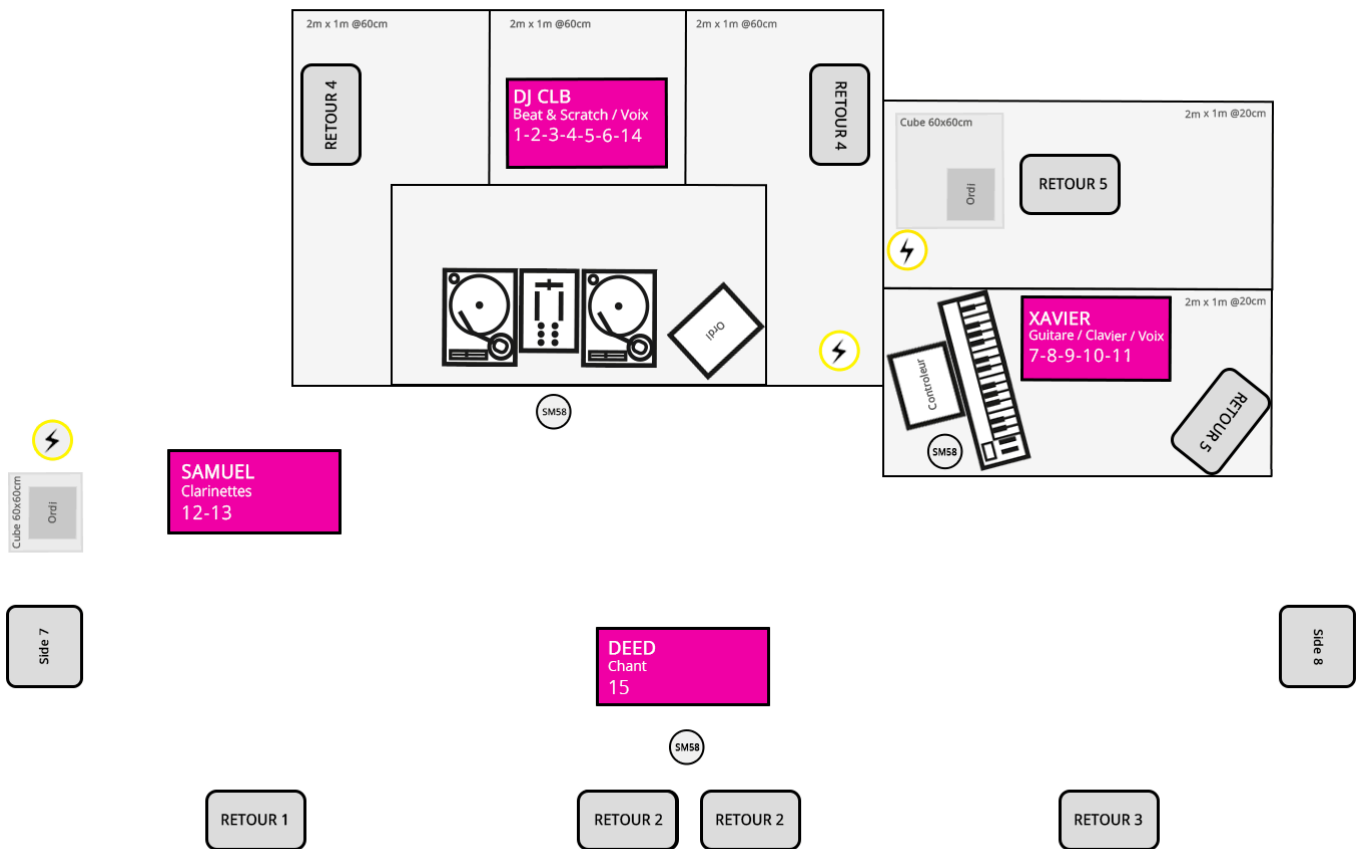 2m x 1m @60cm
2m x 1m @60cm
2m x 1m @60cm
RETOUR 4
DJ CLB
Beat & Scratch / Voix
1-2-3-4-5-6-14
RETOUR 4
Cube 60x60cm
Ordi
RETOUR 5
2m x 1m @20cm
Ordi
2m x 1m @20cm
XAVIER
Guitare / Clavier / Voix
7-8-9-10-11
Controleur
RETOUR 5
SM58
SM58
SAMUEL
Clarinettes
12-13
Cube 60x60cm
Ordi
Side 7
DEED
Chant
15
Side 8
SM58
RETOUR 1
RETOUR 2
RETOUR 2
RETOUR 3